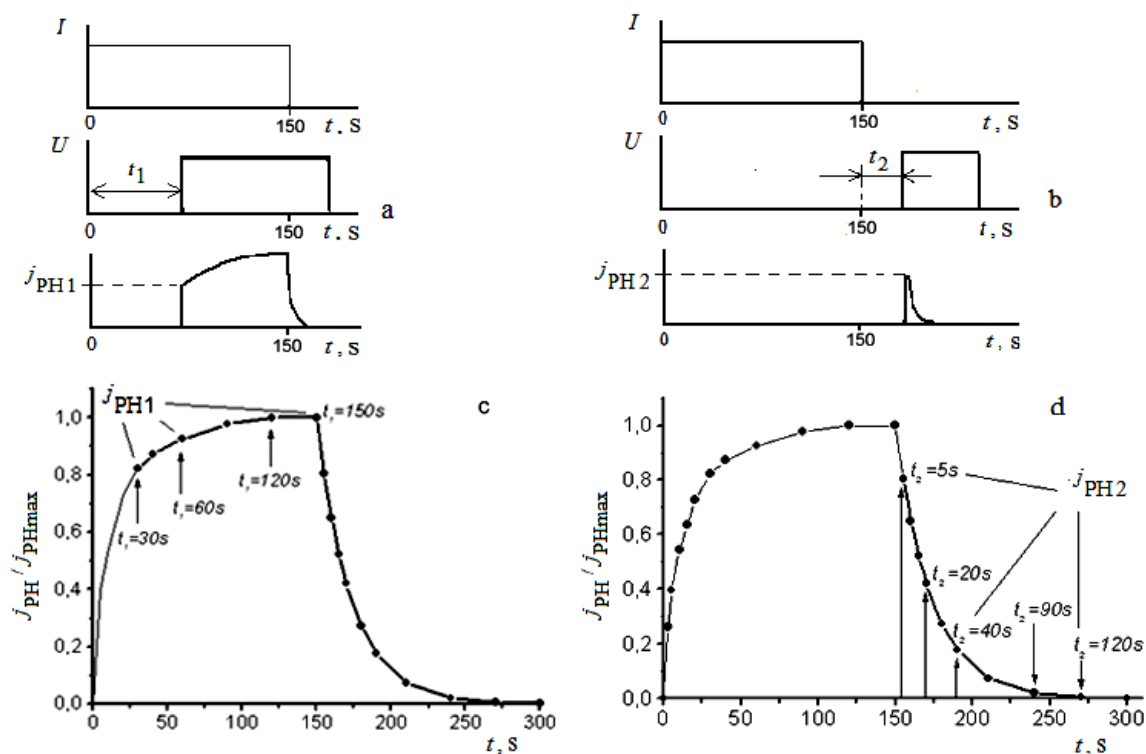 I
0
150
t. s
U
t1
a
150
t. s
jPH1
0
150
t, s
I
0
150
t, s
U
t2
b
150
t. s
jPH2
0
150
t, s
c
jPH1
1,0
0,8
0,6
0,4
0,2
0,0
t1=150s
t1=120s
t1=60s
t1=30s
jPH / jPHmax
0 50 100 150 200 250 300
t, s
d
jPH2
1,0
0,8
0,6
0,4
0,2
0,0
t2=5s
t2=20s
t2=40s
t2=90s
t2=120s
jPH / jPHmax
0 50 100 150 200 250 300
t, s